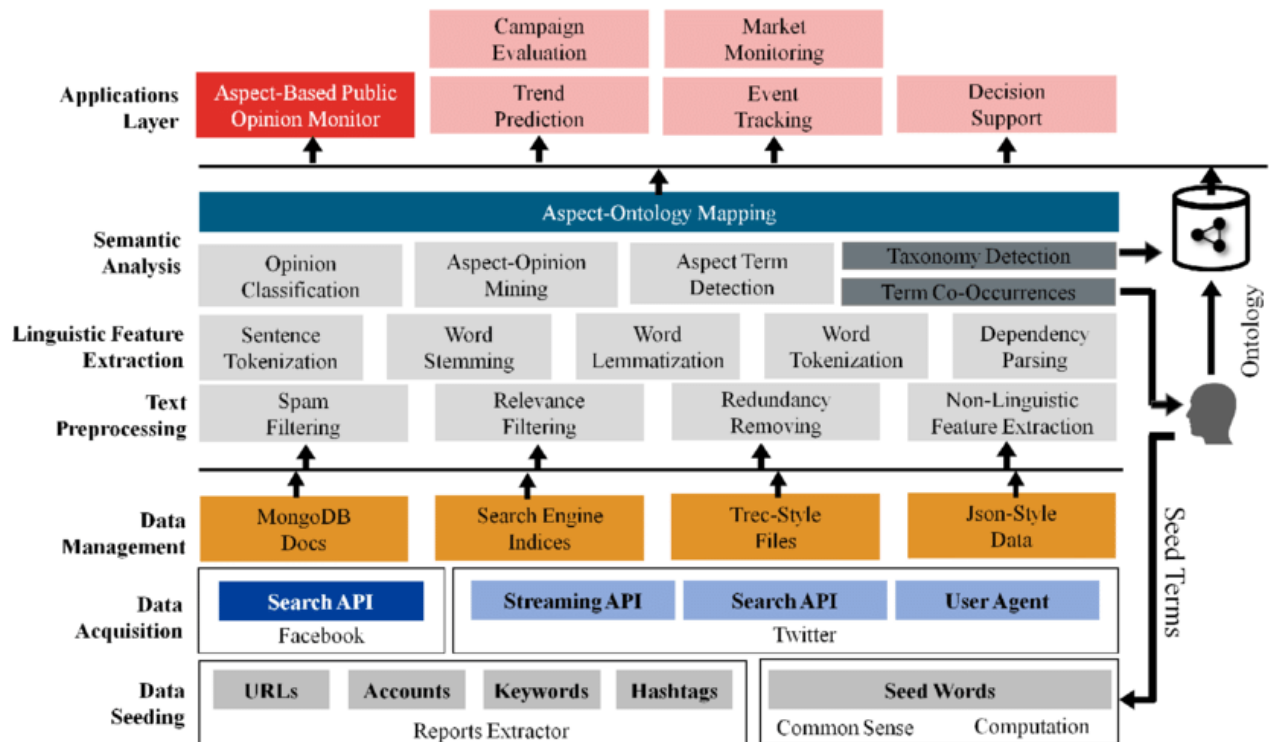 Campaign
Evaluation
Market
Monitoring
Applications
Layer
Aspect-Based Public
Opinion Monitor
Trend
Prediction
Event
Tracking
Decision
Support
Aspect-Ontology Mapping
Semantic
Analysis
Opinion
Classification
Aspect-Opinion
Mining
Aspect Term
Detection
Taxonomy Detection
Term Co-Occurrences
Ontology
Linguistic Feature
Extraction
Sentence
Tokenization
Word
Stemming
Word
Lemmatization
Word
Tokenization
Dependency
Parsing
Text
Preprocessing
Spam
Filtering
Relevance
Filtering
Redundancy
Removing
Non-Linguistic
Feature Extraction
Data
Management
MongoDB
Docs
Search Engine
Indices
Trec-Style
Files
Json-Style
Data
Seed Terms
Data
Acquisition
Search API
Facebook
Streaming API
Search API
User Agent
Twitter
Data
Seeding
URLs
Accounts
Keywords
Hashtags
Reports Extractor
Seed Words
Common Sense
Computation